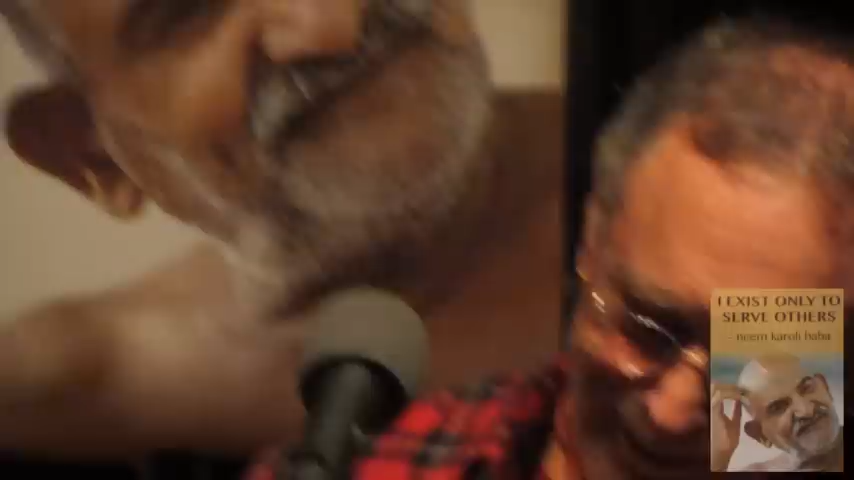 I EXIST ONLY TO
SERVE OTHERS
- neem karoli baba